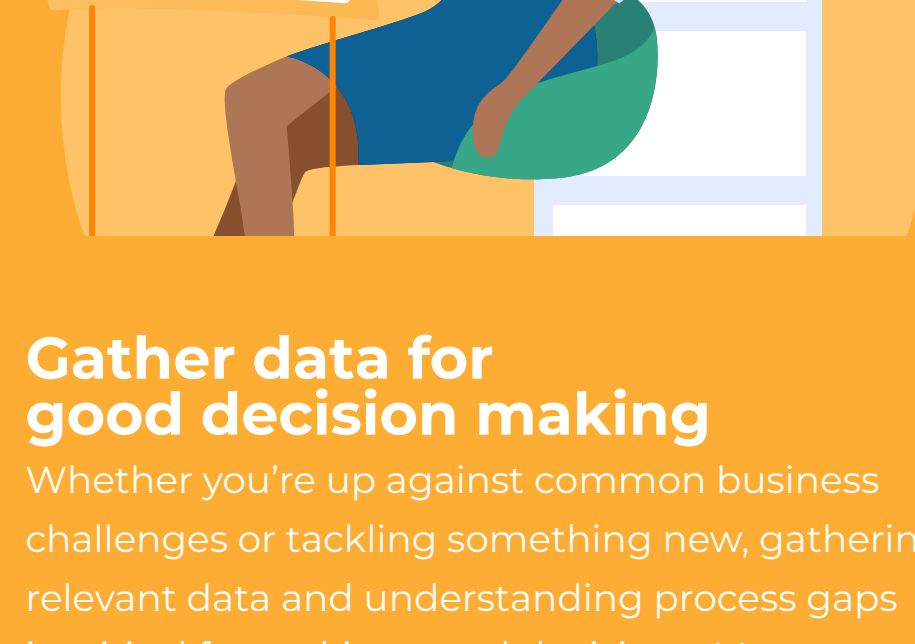 Gather data for
good decision making
Whether you’re up against common business
challenges or tackling something new,
relevant data and understanding process gaps